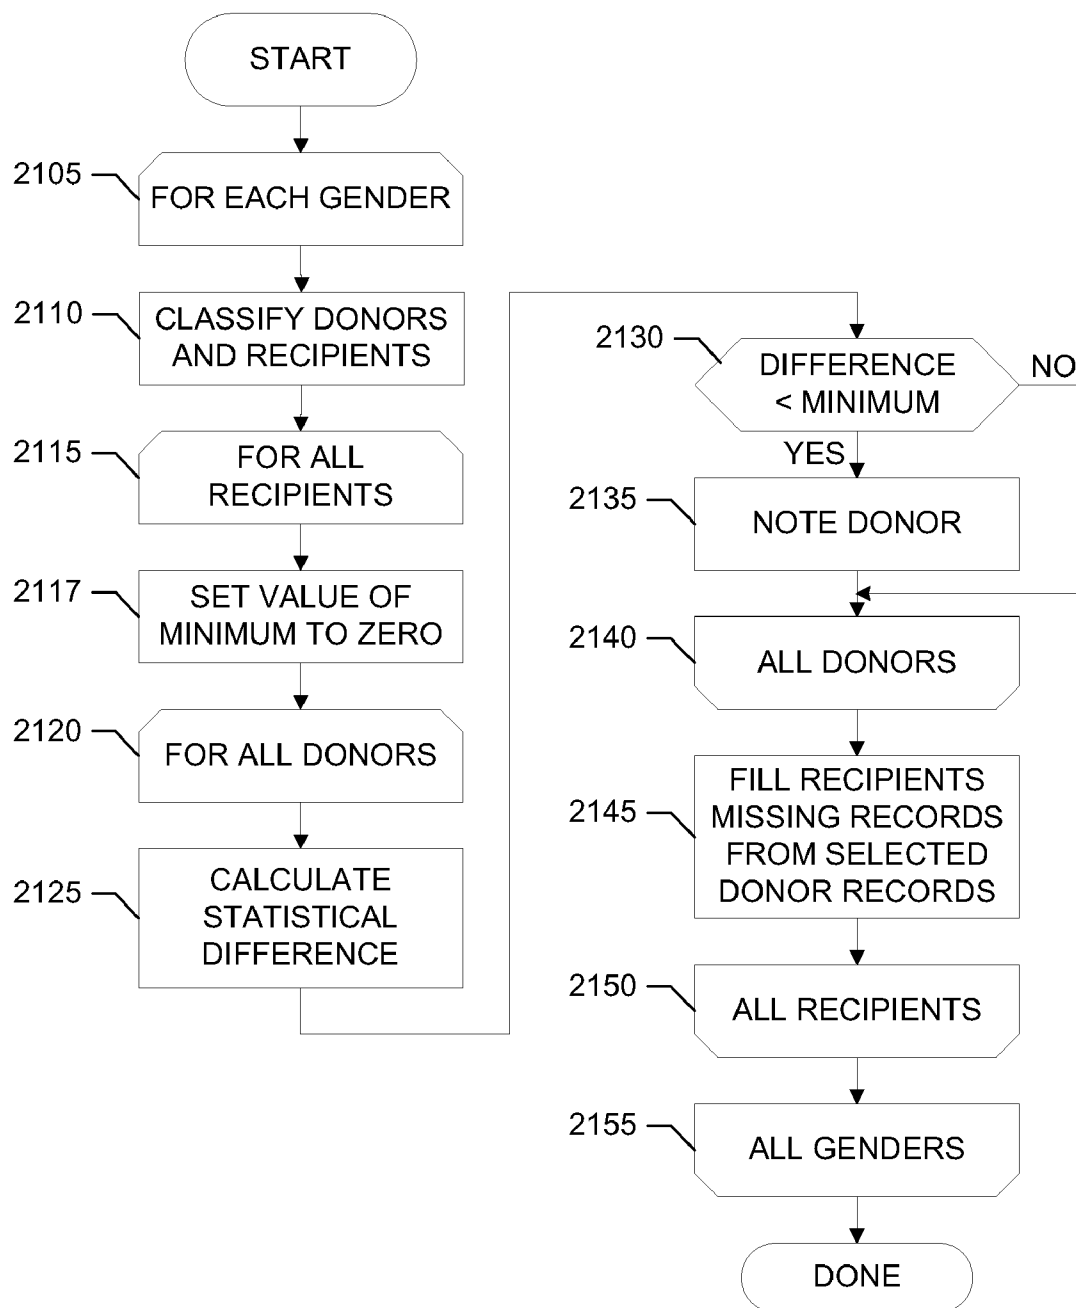 START
2105
FOR EACH GENDER
2110
CLASSIFY DONORS
AND RECIPIENTS
2115
FOR ALL
RECIPIENTS
2117
SET VALUE OF
MINIMUM TO ZERO
2120
FOR ALL DONORS
2125
CALCULATE
STATISTICAL
DIFFERENCE
2130
DIFFERENCE
< MINIMUM
NO
YES
2135
NOTE DONOR
2140
ALL DONORS
2145
FILL RECIPIENTS
MISSING RECORDS
FROM SELECTED
DONOR RECORDS
2150
ALL RECIPIENTS
2155
ALL GENDERS
DONE